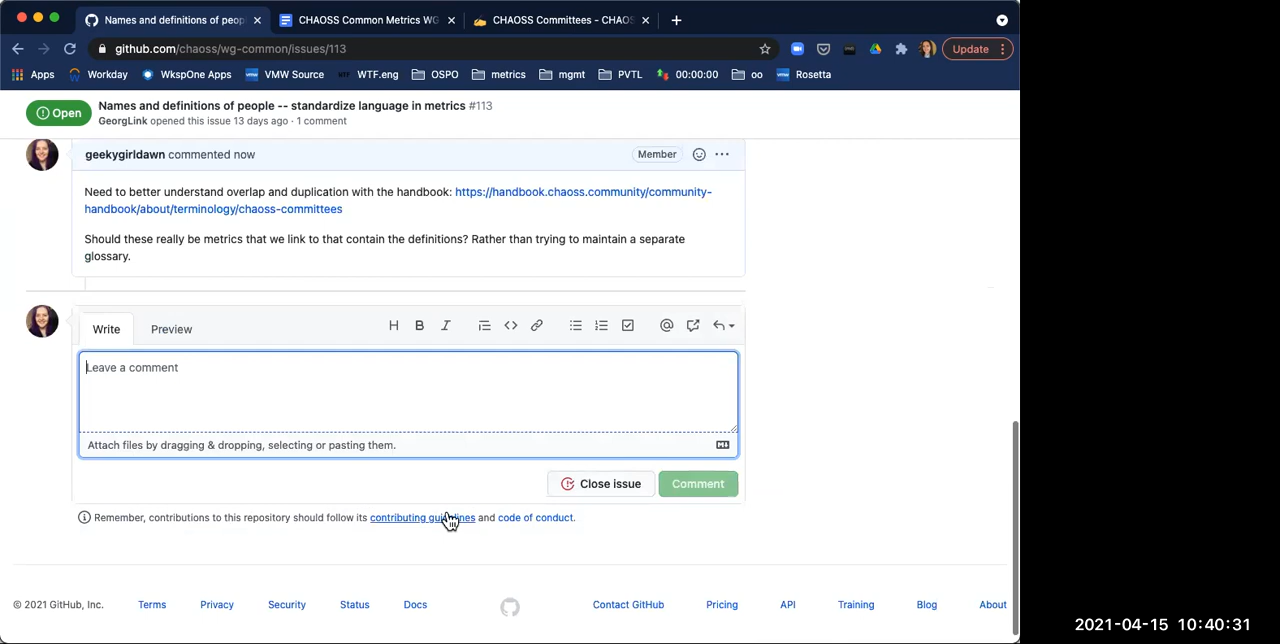 Names and definitions of peop
CHAOSS Common Metrics WG
CHAOSS Committees - CHAOS
github.com/chaoss/wg-common/issues/113
Update
Apps
Workday
WkspOne Apps
VMW Source
WTF.eng
OSPO
metrics
mgmt
PVTL
00:00:00
oo
Rosetta
Open
Names and definitions of people -- standardize language in metrics #113
GeorgLink opened this issue 13 days ago · 1 comment
geekygirldawn commented now
Member
Need to better understand overlap and duplication with the handbook: https://handbook.chaoss.community/community-
handbook/about/terminology/chaoss-committees
Should these really be metrics that we link to that contain the definitions? Rather than trying to maintain a separate
glossary.
Write
Preview
Leave a comment
Attach files by dragging & dropping, selecting or pasting them.
Close issue
Comment
Remember, contributions to this repository should follow its contributing guidelines and code of conduct.
© 2021 GitHub, Inc.
Terms
Privacy
Security
Status
Docs
Contact GitHub
Pricing
API
Training
Blog
About
2021-04-15 10:40:31